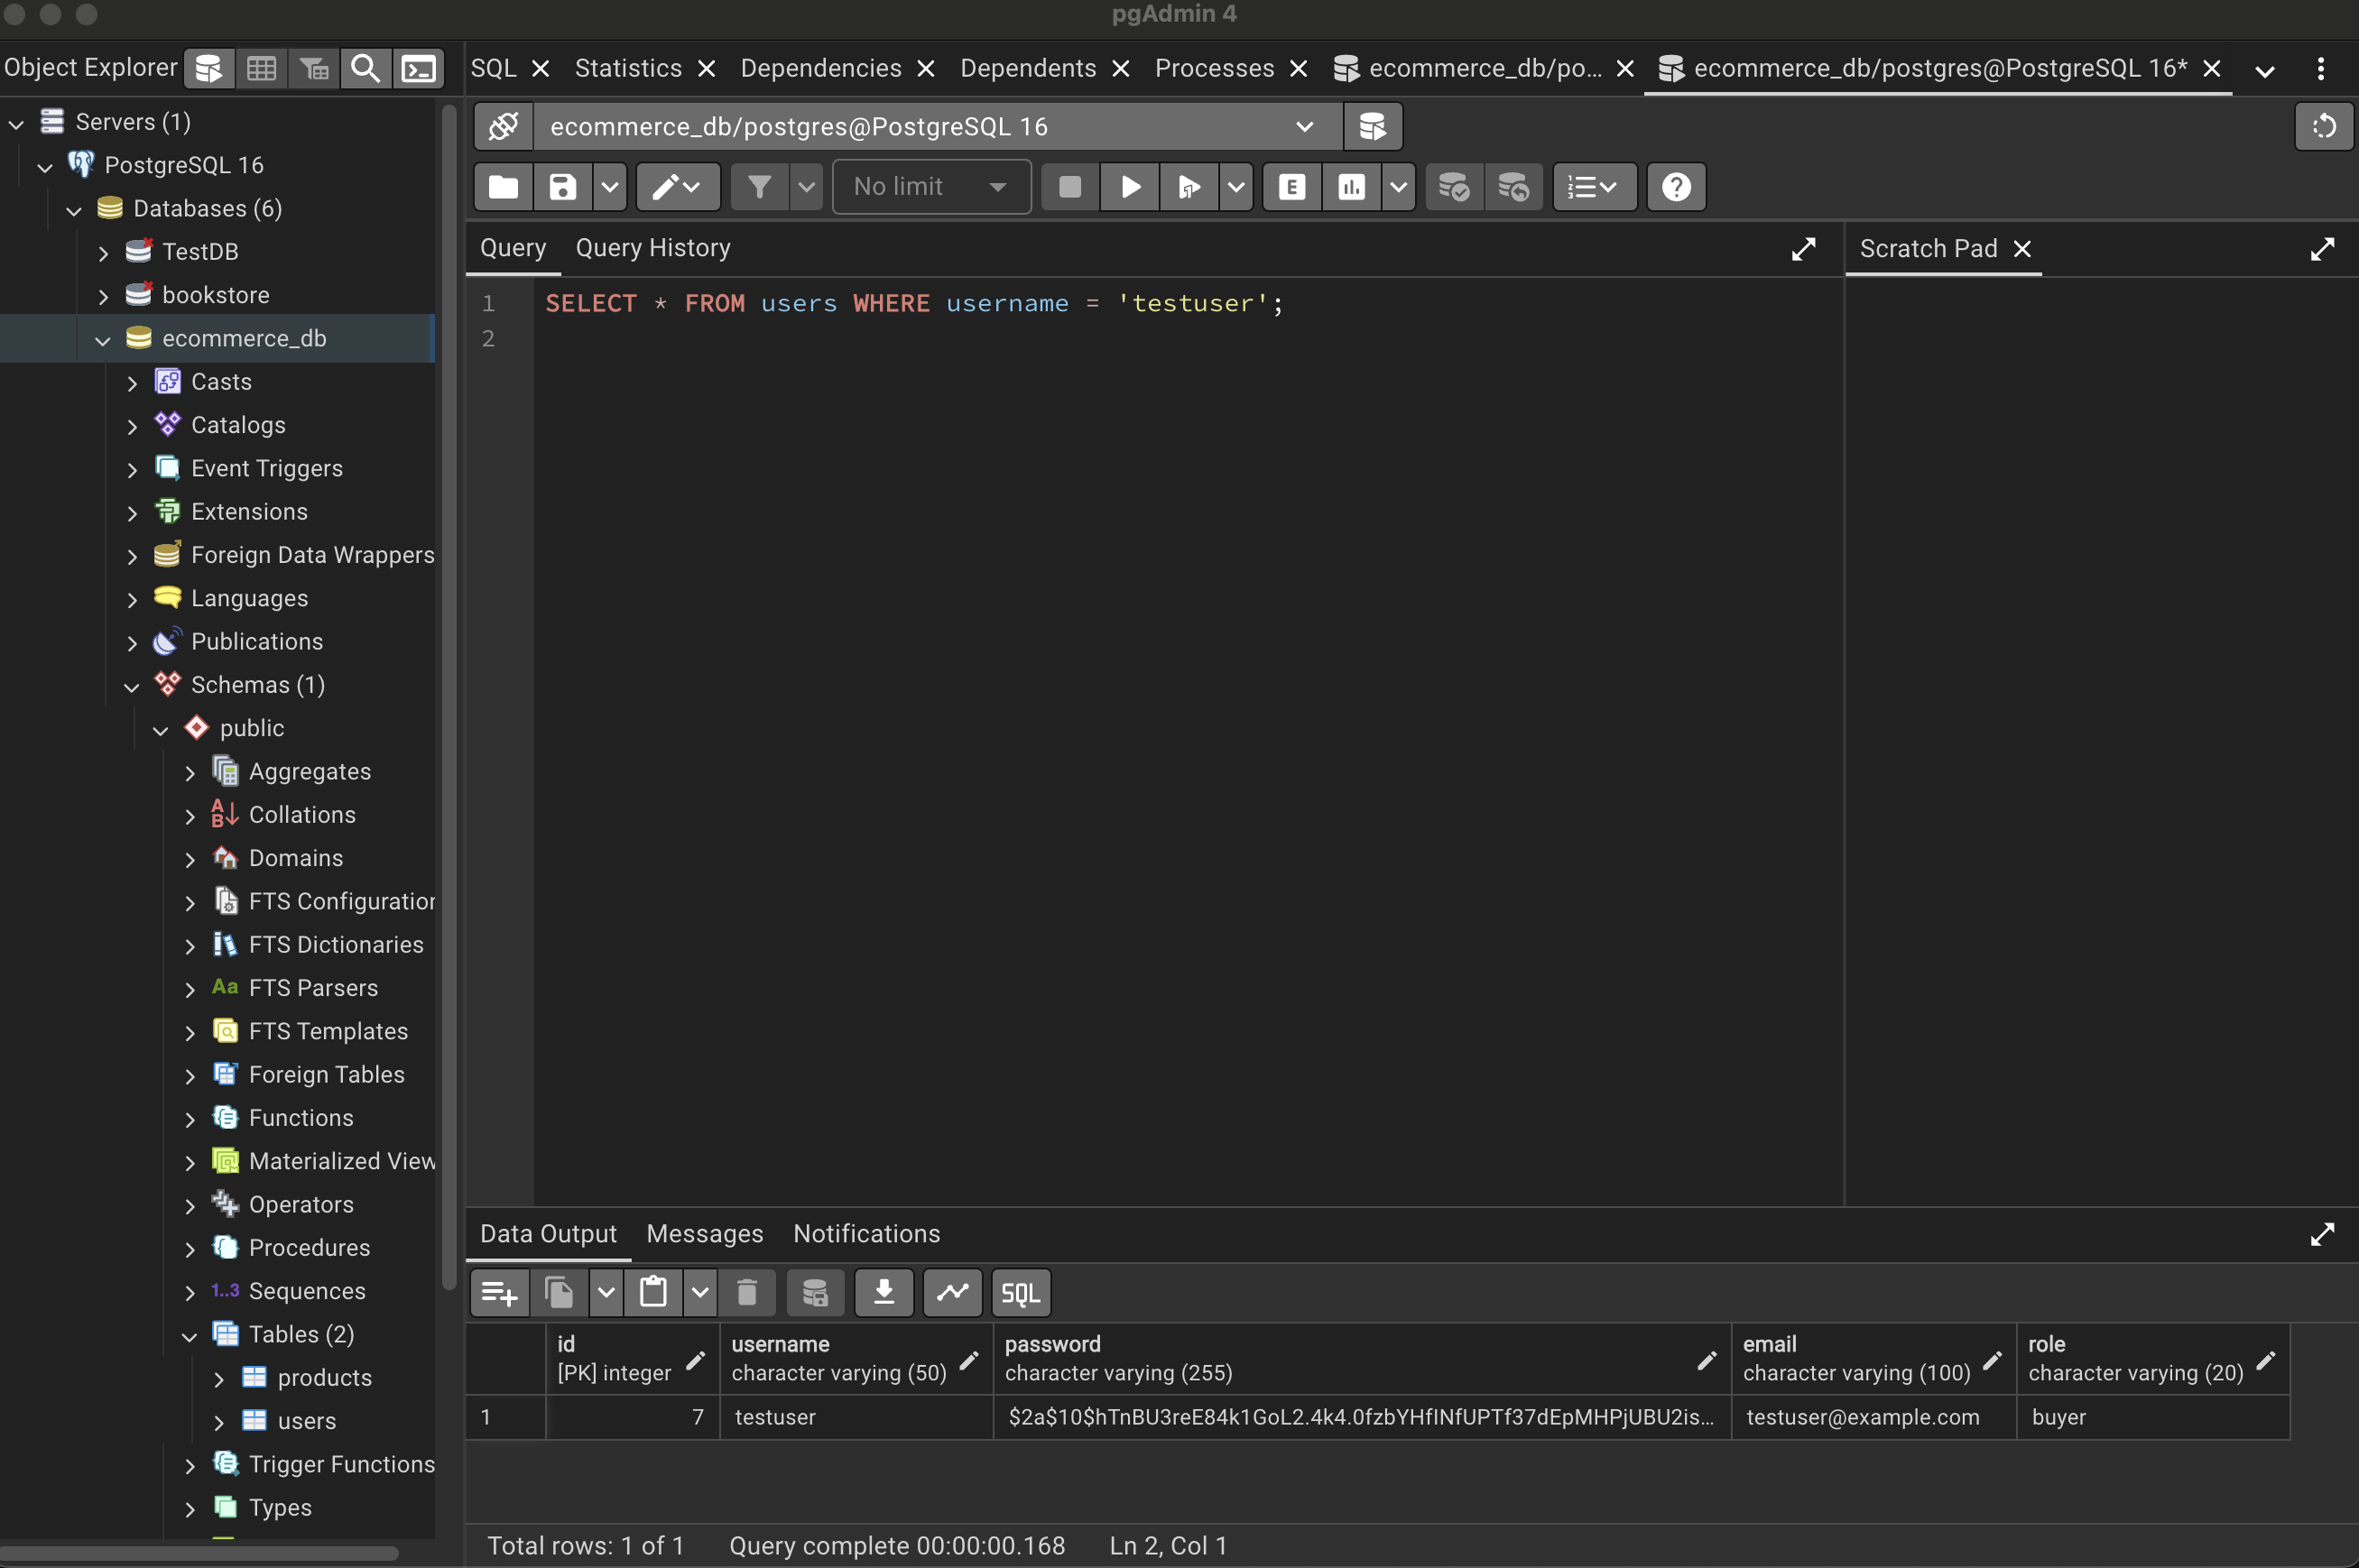 pgAdmin 4
Object Explorer
SQL Statistics Dependencies Dependents Processes ecommerce_db/po... ecommerce_db/postgres@PostgreSQL 16*
Servers (1)
PostgreSQL 16
Databases (6)
TestDB
bookstore
ecommerce_db
Casts
Catalogs
Event Triggers
Extensions
Foreign Data Wrappers
Languages
Publications
Schemas (1)
public
Aggregates
Collations
Domains
FTS Configuration
FTS Dictionaries
Aa FTS Parsers
FTS Templates
Foreign Tables
Functions
Materialized View
Operators
Procedures
1..3 Sequences
Tables (2)
products
users
Trigger Functions
Types
ecommerce_db/postgres@PostgreSQL 16
No limit
E
Query Query History
Scratch Pad
1 SELECT * FROM users WHERE username = 'testuser';
2
Data Output Messages Notifications
SQL
id username password email role
[PK] integer character varying (50) character varying (255) character varying (100) character varying (20)
1 7 testuser $2a$10$hTnBU3reE84k1GoL2.4k4.0fzbYHfINfUPTf37dEpMHPjUBU2is... testuser@example.com buyer
Total rows: 1 of 1 Query complete 00:00:00.168 Ln 2, Col 1